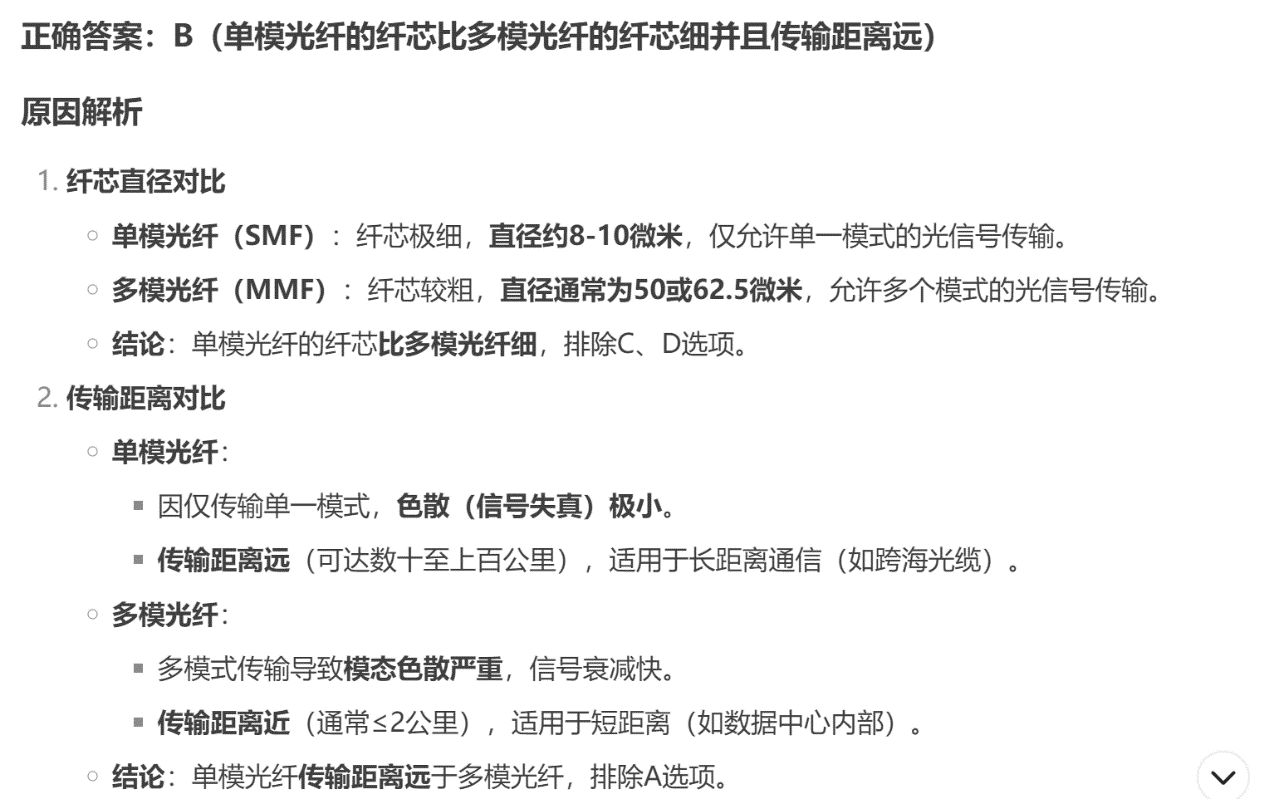 正确答案：B（单模光纤的纤芯比多模光纤的纤芯细并且传输距离远）
原因解析
1. 纤芯直径对比
○ 单模光纤（SMF）：纤芯极细，直径约8-10微米，仅允许单一模式的光信号传输。
○ 多模光纤（MMF）：纤芯较粗，直径通常为50或62.5微米，允许多个模式的光信号传输。
○ 结论：单模光纤的纤芯比多模光纤细，排除C、D选项。
2. 传输距离对比
○ 单模光纤：
▪ 因仅传输单一模式，色散（信号失真）极小。
▪ 传输距离远（可达数十至上百公里），适用于长距离通信（如跨海光缆）。
○ 多模光纤：
▪ 多模式传输导致模态色散严重，信号衰减快。
▪ 传输距离近（通常≤2公里），适用于短距离（如数据中心内部）。
○ 结论：单模光纤传输距离远于多模光纤，排除A选项。